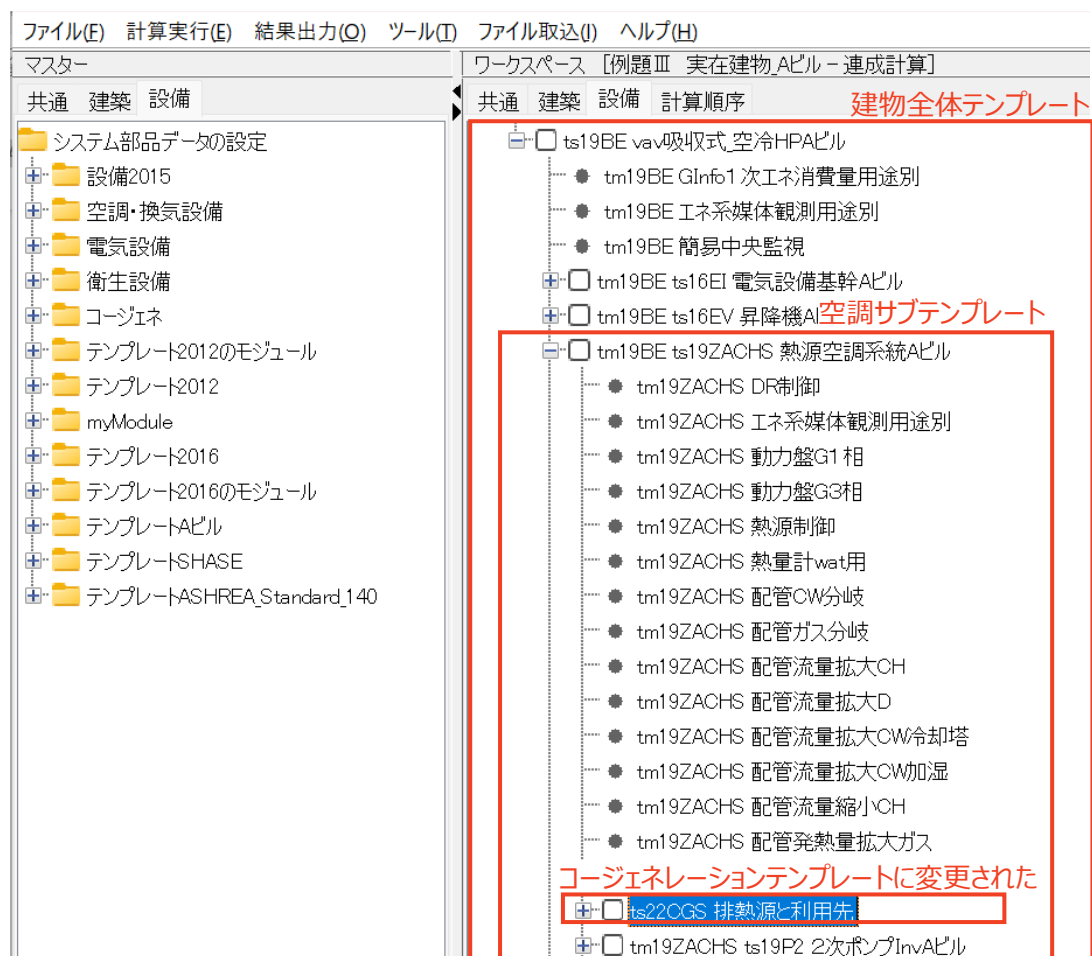 ファイル(F) 計算実行(E) 結果出力(O) ツール(T) ファイル取込(I) ヘルプ(H)
マスター
共通 建築 設備
システム部品データの設定
設備2015
空調・換気設備
電気設備
衛生設備
コージェネ
テンプレート2012のモジュール
テンプレート2012
myModule
テンプレート2016
テンプレート2016のモジュール
テンプレートAビル
テンプレートSHASE
テンプレートASHREA_Standard_140
ワークスペース [例題Ⅲ 実在建物_Aビル - 連成計算]
共通 建築 設備 計算順序
建物全体テンプレート
ts19BE vav吸収式_空冷HPAビル
tm19BE GInfo1次エネ消費量用途別
tm19BE エネ系媒体観測用途別
tm19BE 簡易中央監視
tm19BE ts16EI 電気設備基幹Aビル
tm19BE ts16EV 昇降機A
空調サブテンプレート
tm19BE ts19ZACHS 熱源空調系統Aビル
tm19ZACHS DR制御
tm19ZACHS エネ系媒体観測用途別
tm19ZACHS 動力盤G1相
tm19ZACHS 動力盤G3相
tm19ZACHS 熱源制御
tm19ZACHS 熱量計wat用
tm19ZACHS 配管CW分岐
tm19ZACHS 配管ガス分岐
tm19ZACHS 配管流量拡大CH
tm19ZACHS 配管流量拡大D
tm19ZACHS 配管流量拡大CW冷却塔
tm19ZACHS 配管流量拡大CW加湿
tm19ZACHS 配管流量縮小CH
tm19ZACHS 配管発熱量拡大ガス
コージェネレーションテンプレートに変更された
ts22CGS 排熱源と利用先
tm19ZACHS ts19P2 2次ポンプInvAビル